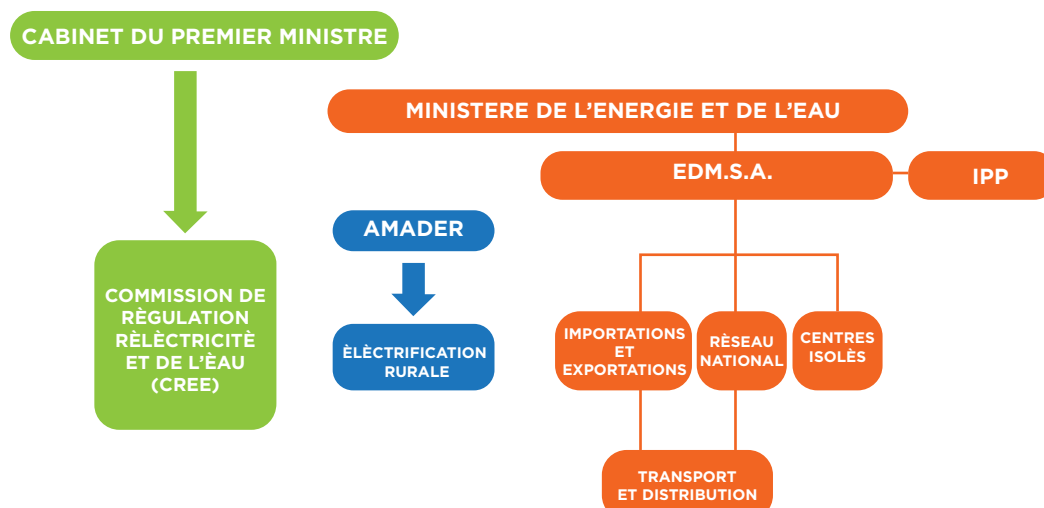 CABINET DU PREMIER MINISTRE
MINISTERE DE L'ENERGIE ET DE L'EAU
EDM.S.A.
IPP
AMADER
COMMISSION DE
RÈGULATION
RÈLÈCTRICITÈ
ET DE L'ÈAU
(CREE)
ÈLÈCTRIFICATION
RURALE
IMPORTATIONS
ET
EXPORTATIONS
RÈSEAU
NATIONAL
CENTRES
ISOLÈS
TRANSPORT
ET DISTRIBUTION